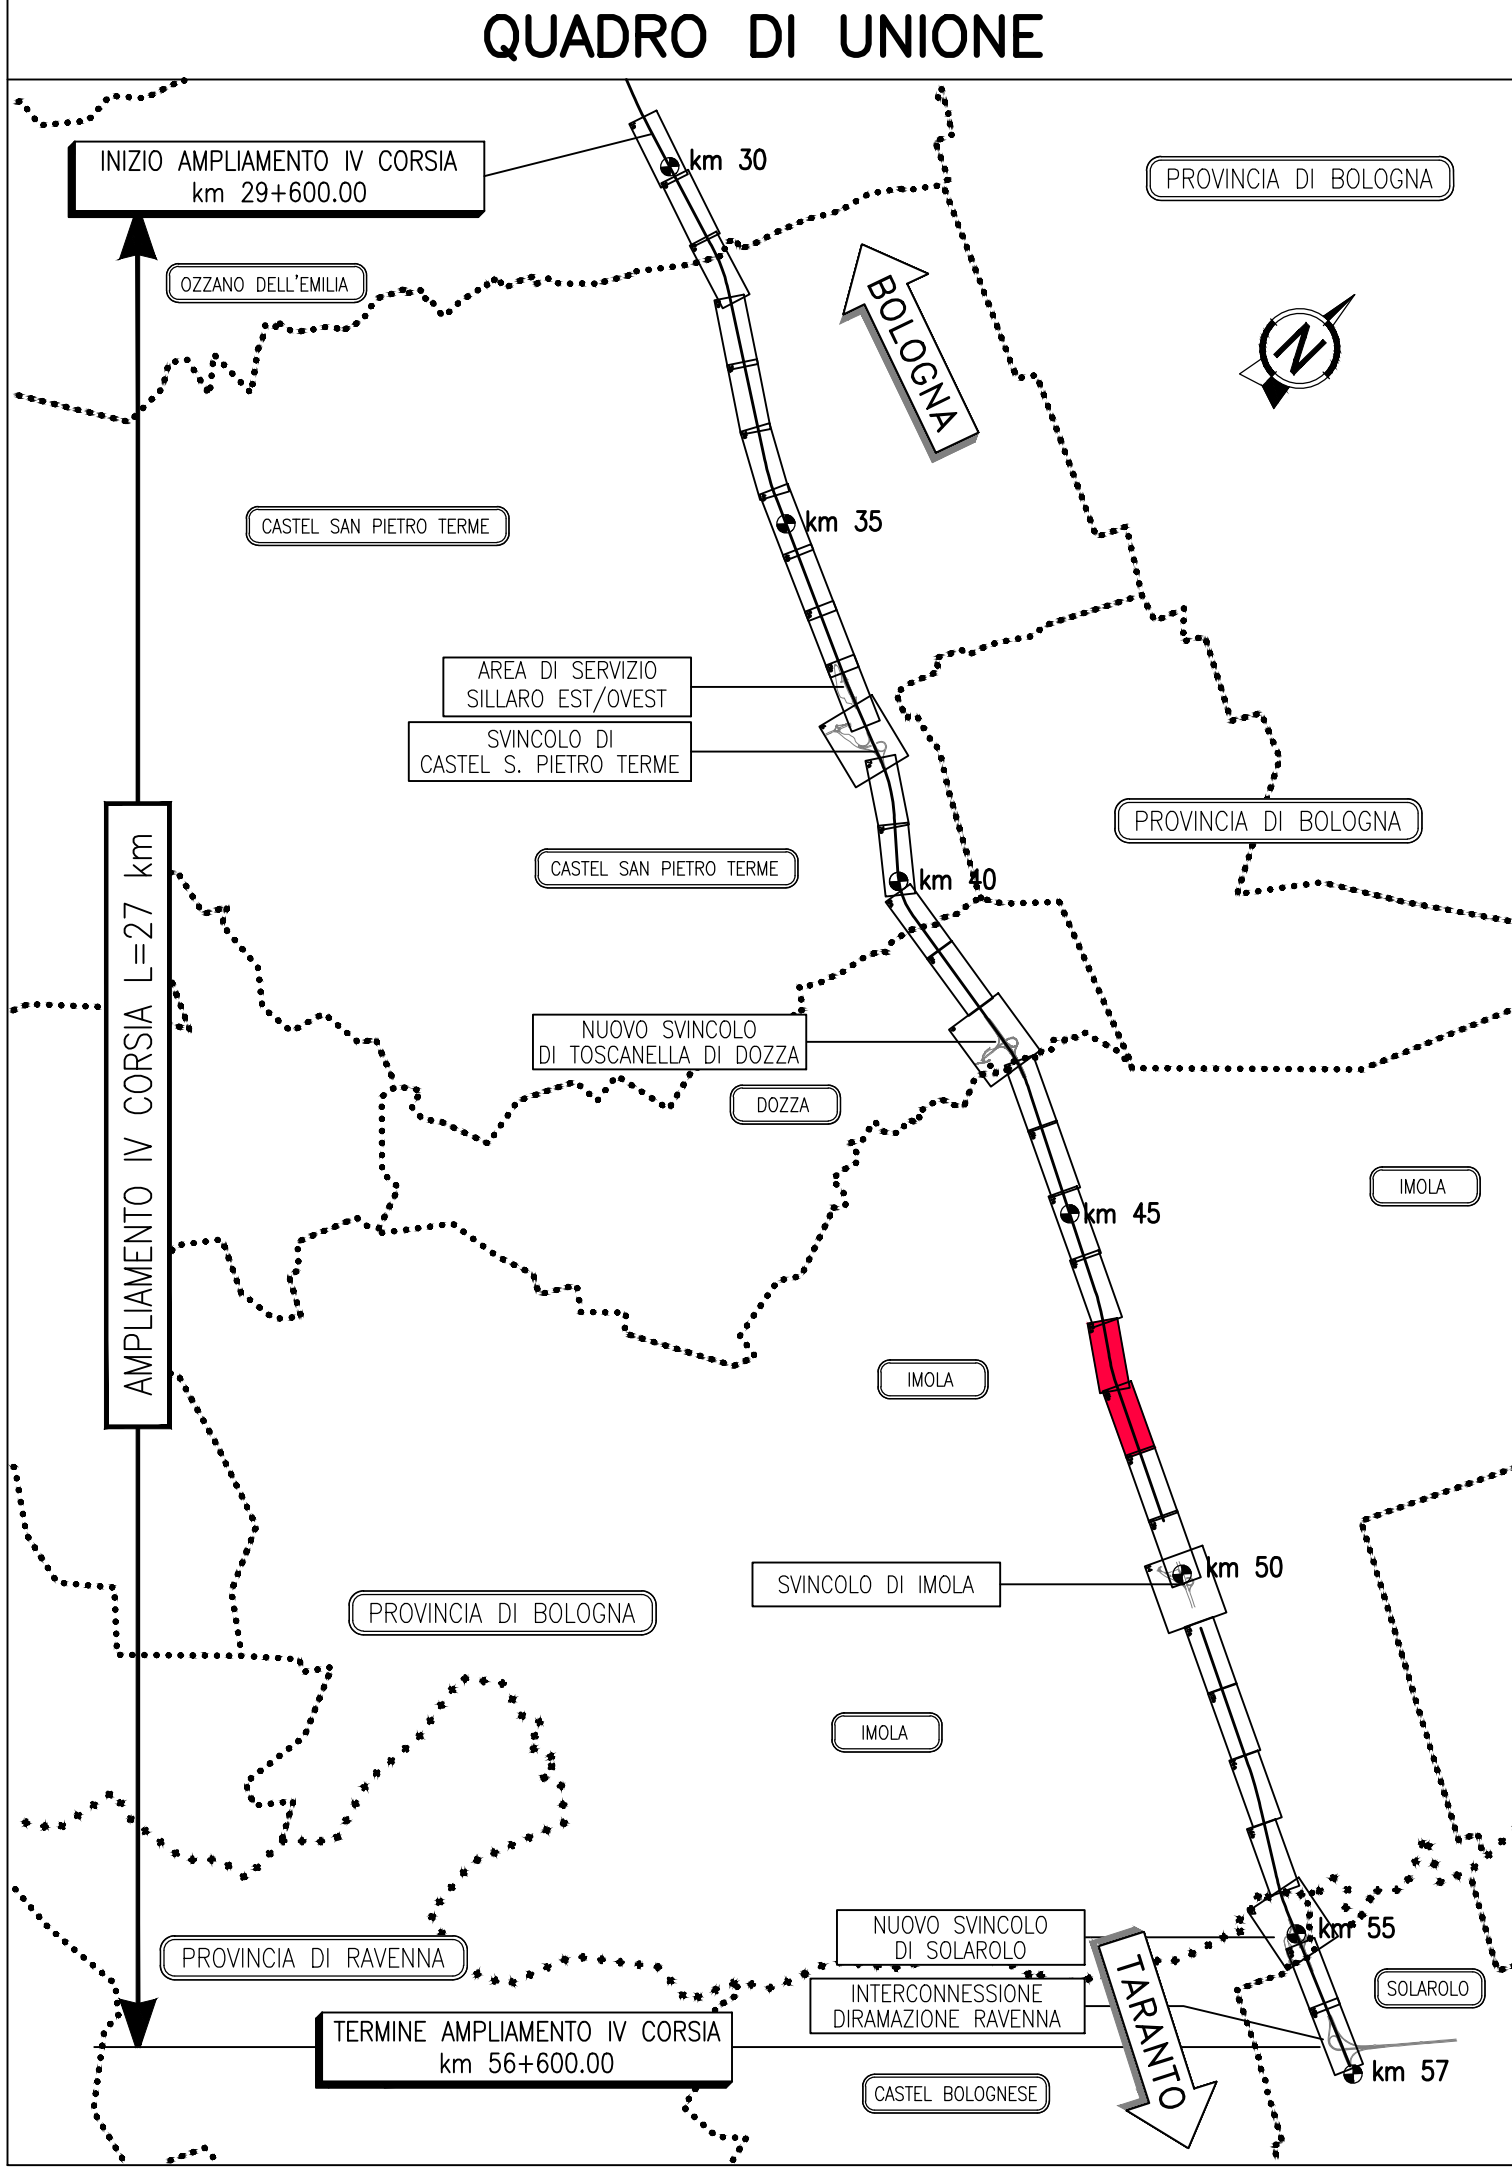 QUADRO DI UNIONE
INIZIO AMPLIAMENTO IV CORSIA
km 29+600.00
km 30
PROVINCIA DI BOLOGNA
OZZANO DELL'EMILIA
BOLOGNA
N
CASTEL SAN PIETRO TERME
km 35
AREA DI SERVIZIO
SILLARO EST/OVEST
SVINCOLO DI
CASTEL S. PIETRO TERME
PROVINCIA DI BOLOGNA
CASTEL SAN PIETRO TERME
km 40
AMPLIAMENTO IV CORSIA L=27 km
NUOVO SVINCOLO
DI TOSCANELLA DI DOZZA
DOZZA
IMOLA
km 45
IMOLA
km 50
SVINCOLO DI IMOLA
PROVINCIA DI BOLOGNA
IMOLA
NUOVO SVINCOLO
DI SOLAROLO
km 55
PROVINCIA DI RAVENNA
INTERCONNESSIONE
DIRAMAZIONE RAVENNA
TARANTO
SOLAROLO
TERMINE AMPLIAMENTO IV CORSIA
km 56+600.00
km 57
CASTEL BOLOGNESE